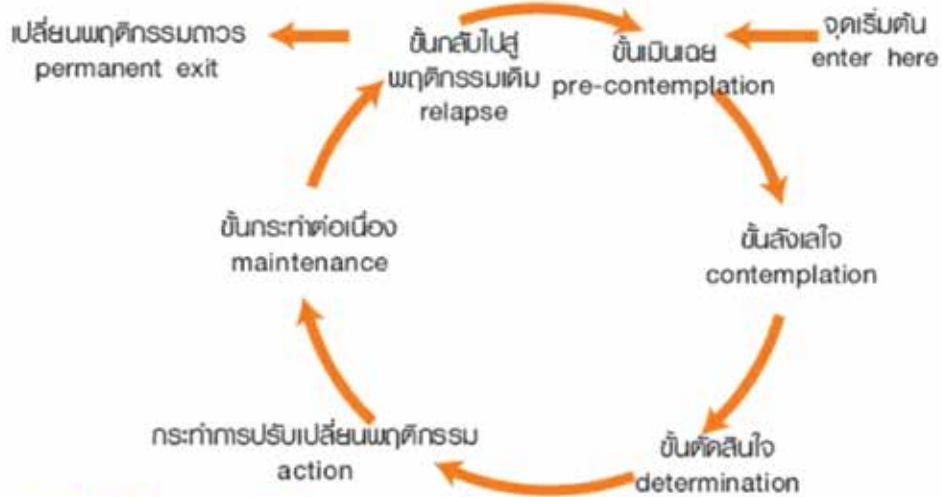 เปลี่ยนพฤติกรรมถาวร
permanent exit
ขั้นกลับไปสู่
พฤติกรรมเดิม
relapse
ขั้นเมินเฉย
pre-contemplation
จุดเริ่มต้น
enter here
ขั้นลังเลใจ
contemplation
ขั้นตัดสินใจ
determination
กระทำการปรับเปลี่ยนพฤติกรรม
action
ขั้นกระทำต่อเนื่อง
maintenance